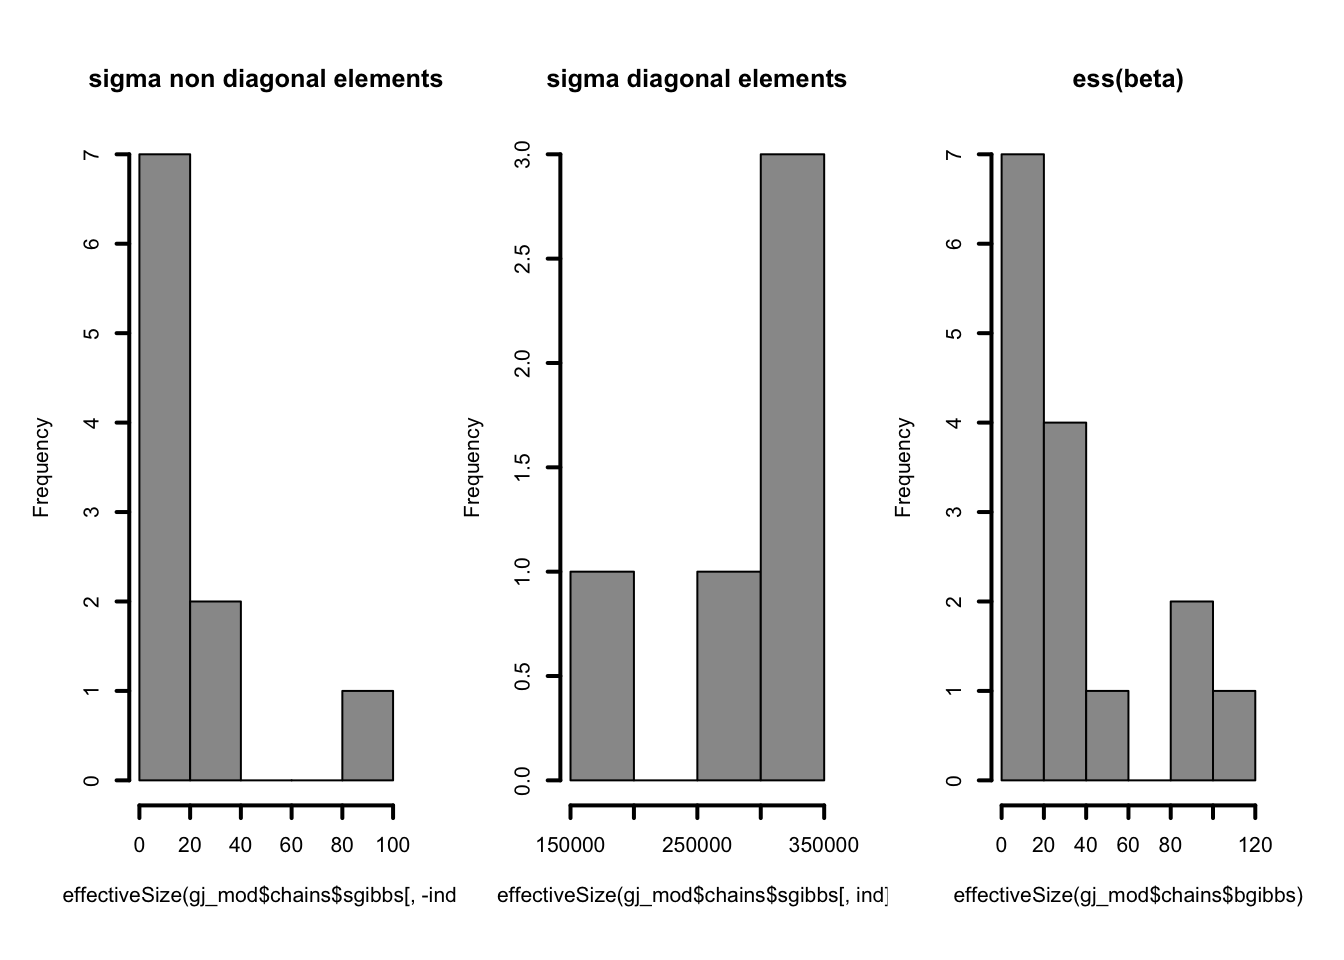 sigma non diagonal elements
Frequency
7
6
5
4
3
2
1
0
0 20 40 60 80 100
effectiveSize(gj_mod$chains$sgibbs[, -ind
sigma diagonal elements
Frequency
3.0
2.5
2.0
1.5
1.0
0.5
0.0
150000 250000 350000
effectiveSize(gj_mod$chains$sgibbs[, ind]
ess(beta)
Frequency
7
6
5
4
3
2
1
0
0 20 40 60 80 120
effectiveSize(gj_mod$chains$bgibbs)